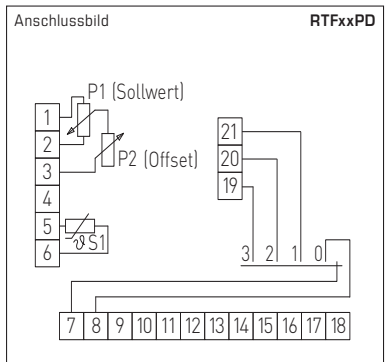 Anschlussbild RTFxxPD
P1 (Sollwert)
1
2
3
4
5
6
P2 (Offset)
ϑ S1
21
20
19
3 2 1 0
7 8 9 10 11 12 13 14 15 16 17 18